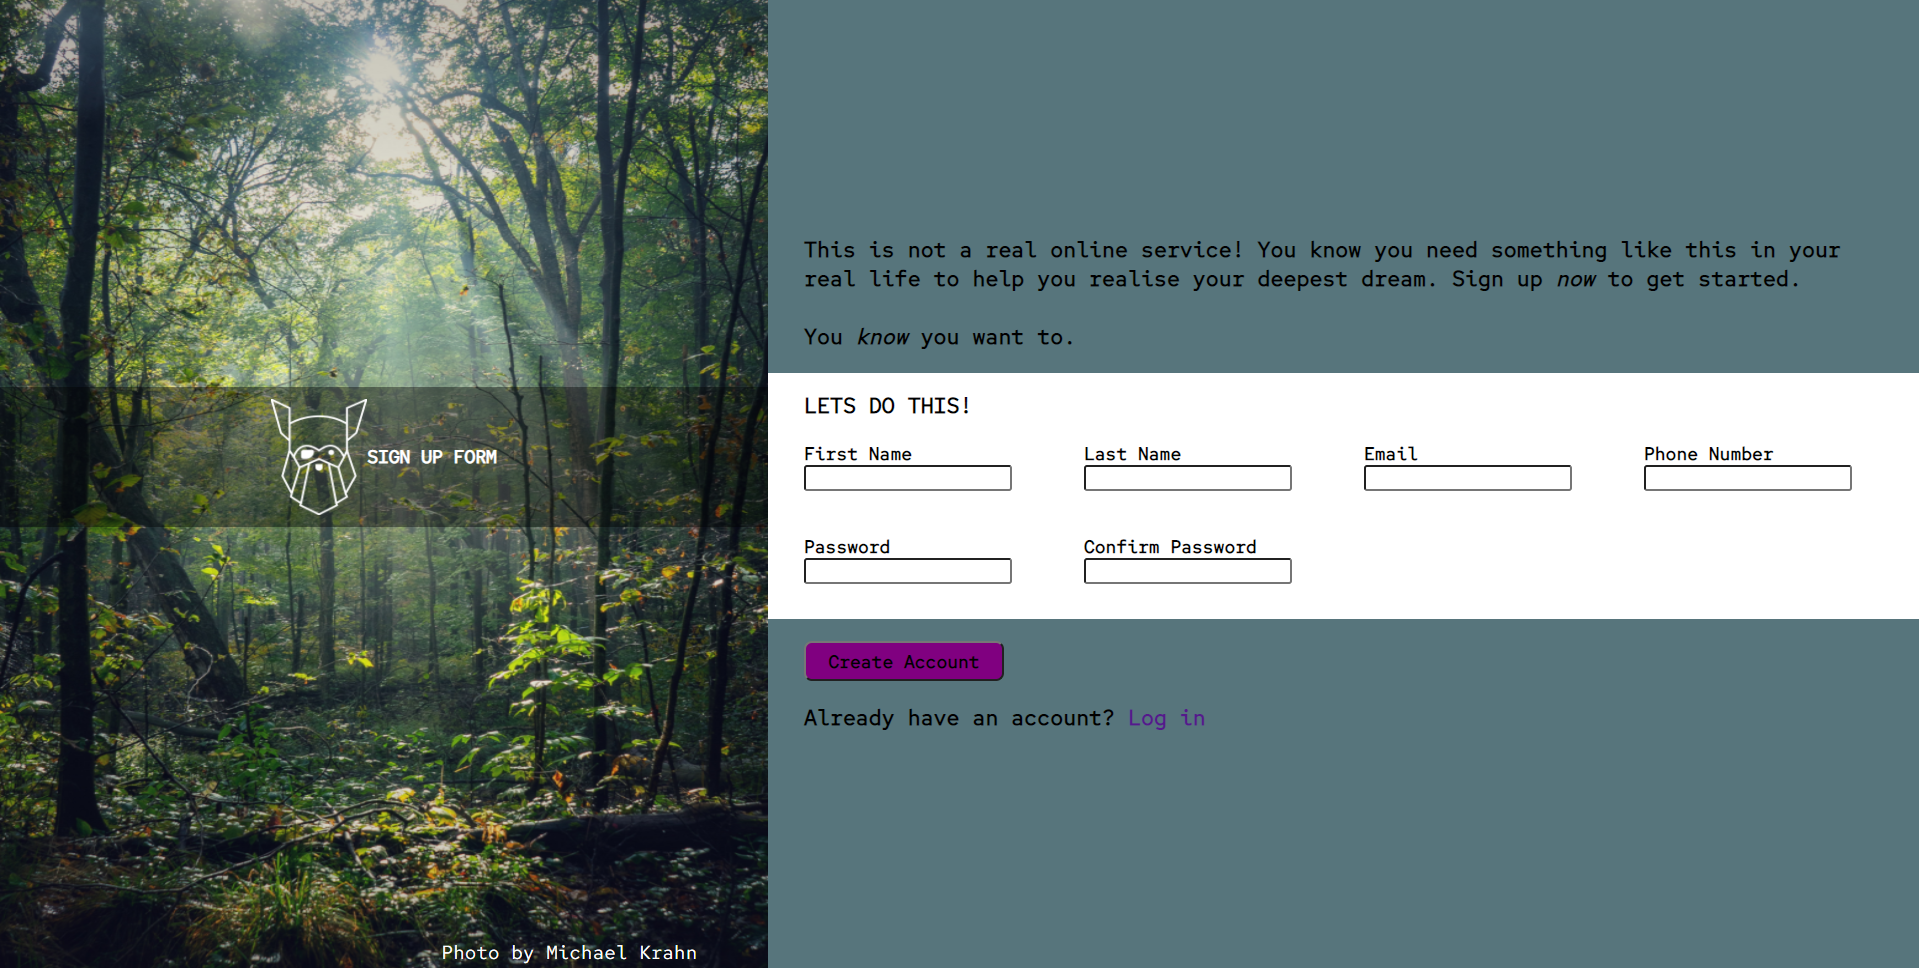 SIGN UP FORM
Photo by Michael Krahn
This is not a real online service! You know you need something like this in your
real life to help you realise your deepest dream. Sign up now to get started.
You know you want to.
LETS DO THIS!
First Name
Last Name
Email
Phone Number
Password
Confirm Password
Create Account
Already have an account? Log in